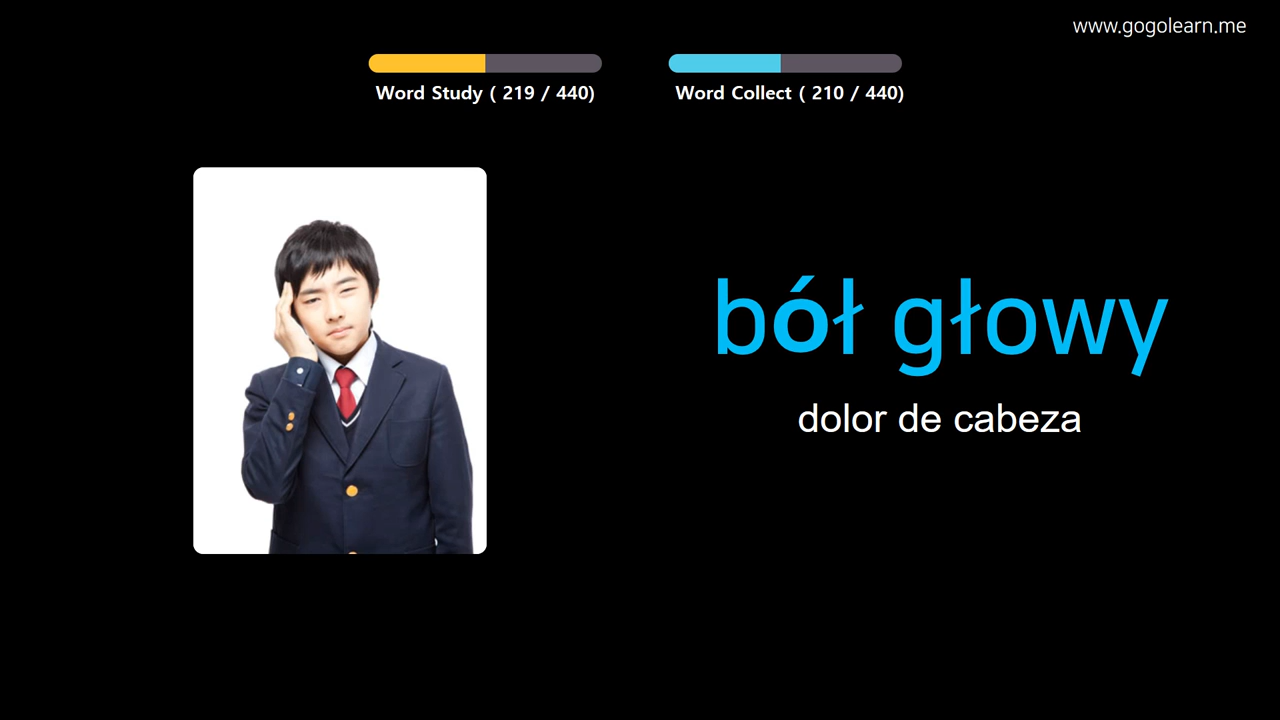 www.gogolearn.me
Word Study ( 219 / 440)
Word Collect ( 210 / 440)
ból głowy
dolor de cabeza